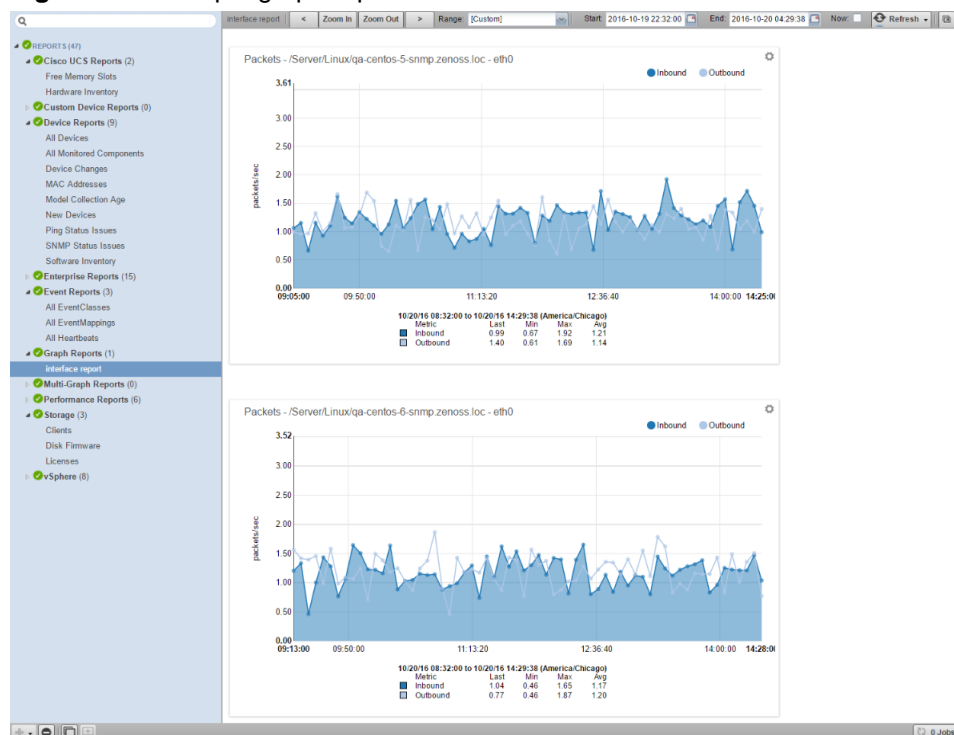 interface report < Zoom In Zoom Out > Range: [Custom] Start: 2016-10-19 22:32:00 End: 2016-10-20 04:29:38 Now: Refresh
REPORTS (47)
Cisco UCS Reports (2)
Free Memory Slots
Hardware Inventory
Custom Device Reports (0)
Device Reports (9)
All Devices
All Monitored Components
Device Changes
MAC Addresses
Model Collection Age
New Devices
Ping Status Issues
SNMP Status Issues
Software Inventory
Enterprise Reports (15)
Event Reports (3)
All EventClasses
All EventMappings
All Heartbeats
Graph Reports (1)
interface report
Multi-Graph Reports (0)
Performance Reports (6)
Storage (3)
Clients
Disk Firmware
Licenses
vSphere (8)
Packets - /Server/Linux/qa-centos-5-snmp.zenoss.loc - eth0
Inbound Outbound
3.61
3.00
2.50
2.00
packets/sec
1.50
1.00
0.50
0.00
09:05:00 09:50:00 11:13:20 12:36:40 14:00:00 14:25:0
10/20/16 08:32:00 to 10/20/16 14:29:38 (America/Chicago)
Metric Last Min Max Avg
Inbound 0.99 0.67 1.92 1.21
Outbound 1.40 0.61 1.69 1.14
Packets - /Server/Linux/qa-centos-6-snmp.zenoss.loc - eth0
Inbound Outbound
3.52
3.00
2.50
2.00
packets/sec
1.50
1.00
0.50
0.00
09:13:00 09:50:00 11:13:20 12:36:40 14:00:00 14:28:0
10/20/16 08:32:00 to 10/20/16 14:29:38 (America/Chicago)
Metric Last Min Max Avg
Inbound 1.04 0.46 1.65 1.17
Outbound 0.77 0.46 1.87 1.20
0 Jobs